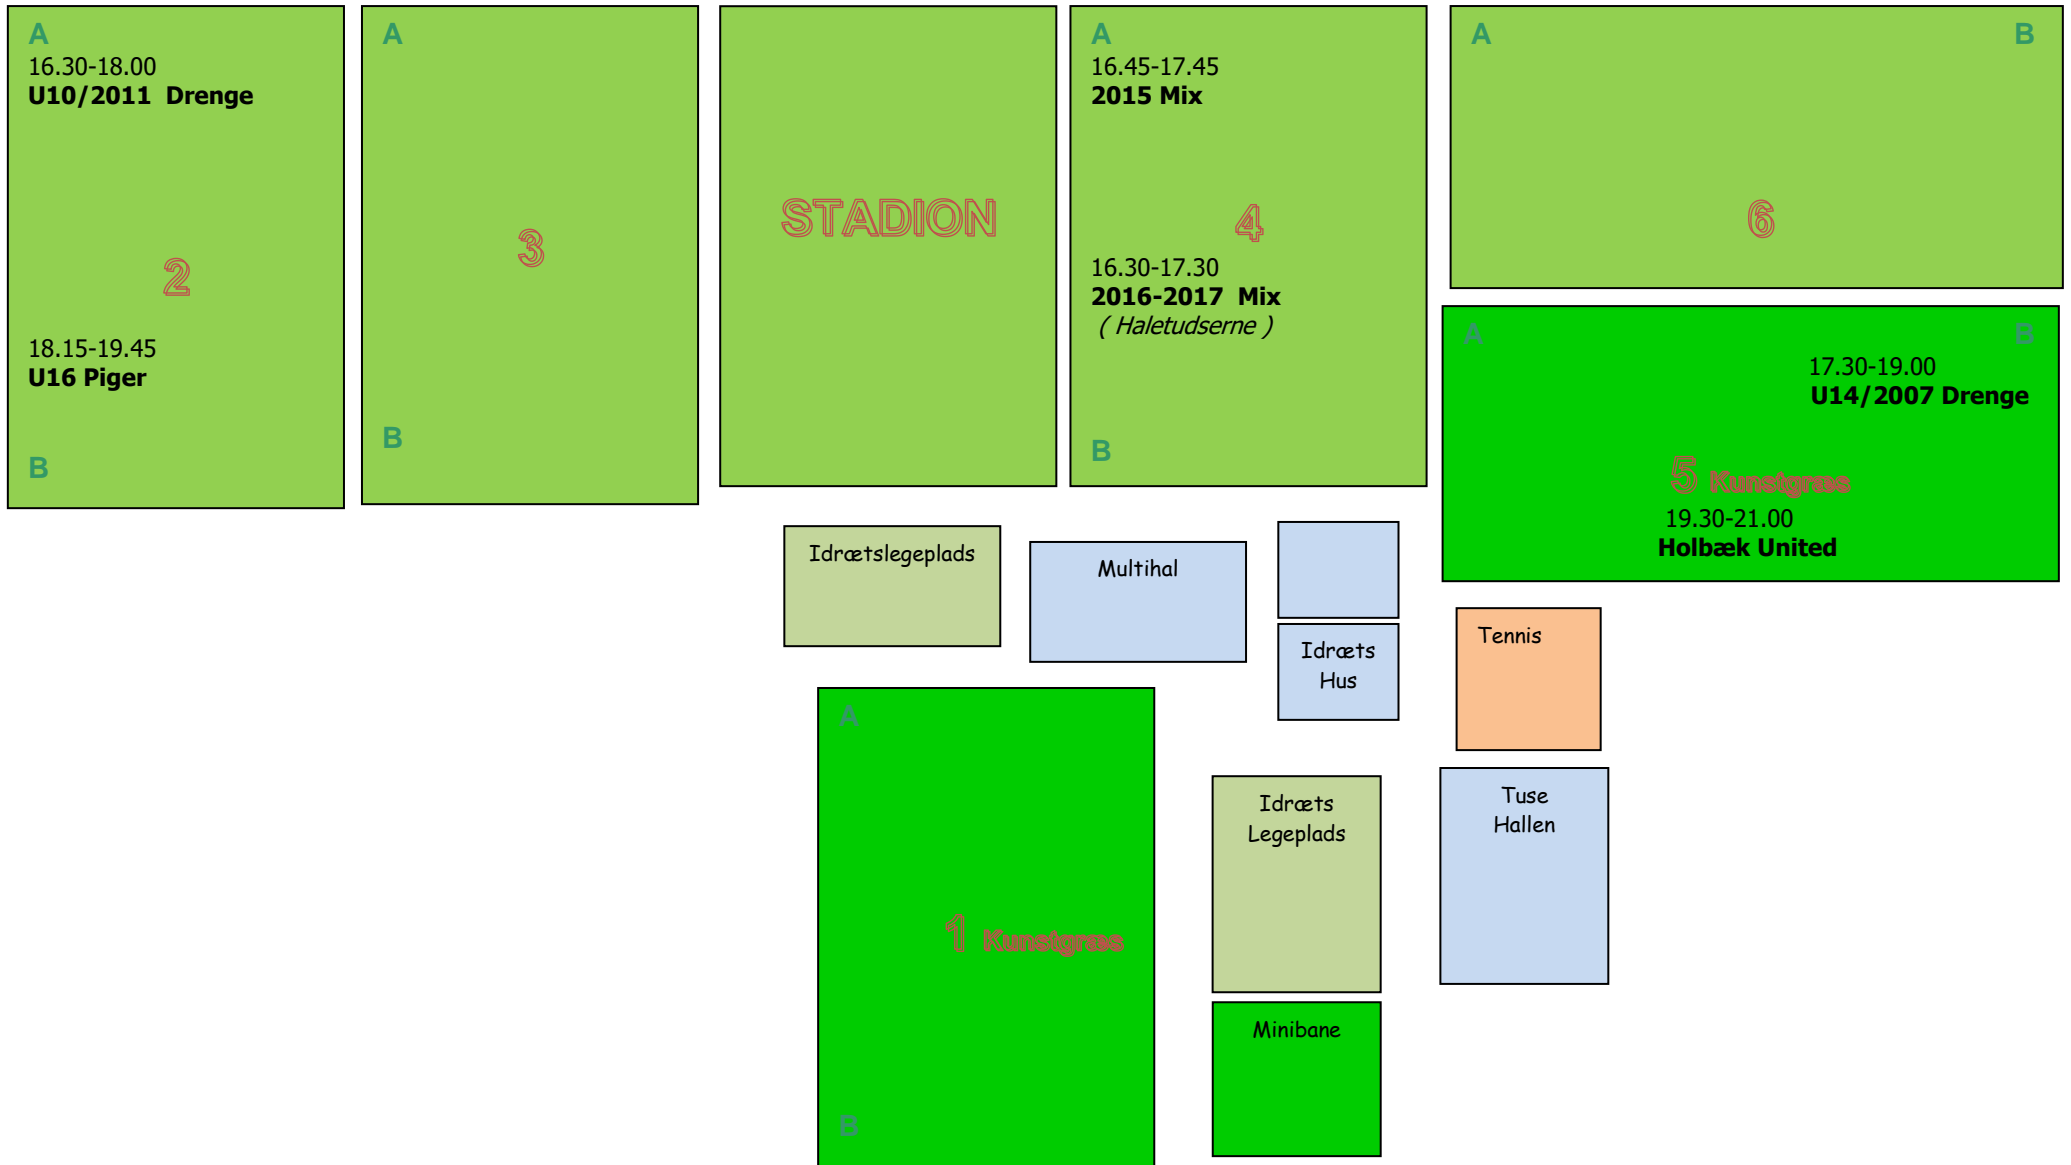 A
16.30-18.00
U10/2011 Drenge
2
18.15-19.45
U16 Piger
B
A
3
B
STADION
A
16.45-17.45
2015 Mix
4
16.30-17.30
2016-2017 Mix
( Haletudserne )
B
A B
6
A B
17.30-19.00
U14/2007 Drenge
5 Kunstgræs
19.30-21.00
Holbæk United
Idrætslegeplads
Multihal
Idræts
Hus
Tennis
A
1 Kunstgræs
B
Idræts
Legeplads
Tuse
Hallen
Minibane